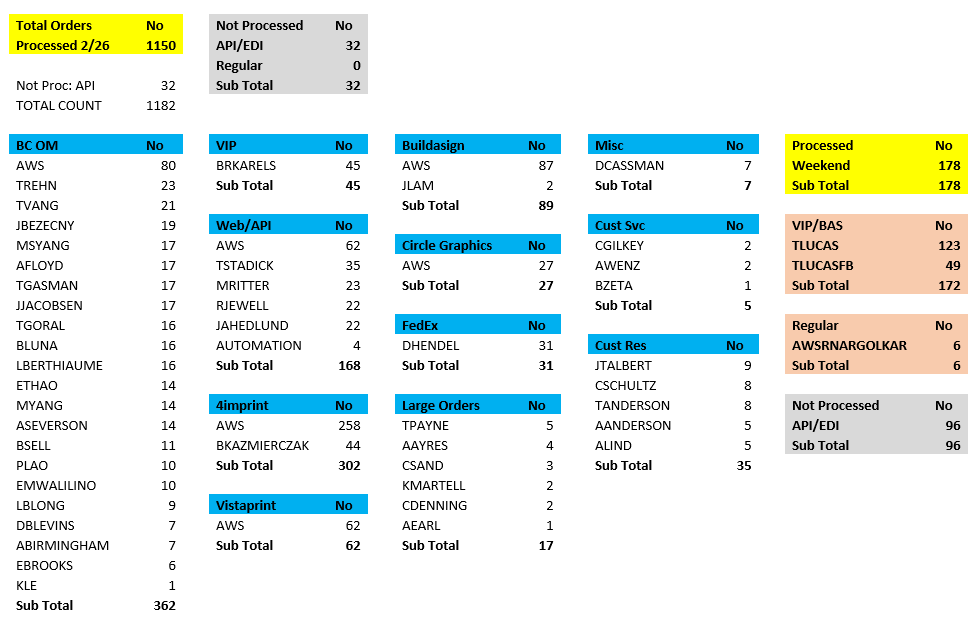 Total Orders No
Processed 2/26 1150
Not Proc: API 32
TOTAL COUNT 1182
Not Processed No
API/EDI 32
Regular 0
Sub Total 32
BC OM No
AWS 80
TREHN 23
TVANG 21
JBEZECNY 19
MSYANG 17
AFLOYD 17
TGASMAN 17
JJACOBSEN 17
TGORAL 16
BLUNA 16
LBERTHIAUME 16
ETHAO 14
MYANG 14
ASEVERSON 14
BSELL 11
PLAO 10
EMWALILINO 10
LBLONG 9
DBLEVINS 7
ABIRMINGHAM 7
EBROOKS 6
KLE 1
Sub Total 362
VIP No
BRKARELS 45
Sub Total 45
Web/API No
AWS 62
TSTADICK 35
MRITTER 23
RJEWELL 22
JAHEDLUND 22
AUTOMATION 4
Sub Total 168
4imprint No
AWS 258
BKAZMIERCZAK 44
Sub Total 302
Vistaprint No
AWS 62
Sub Total 62
Buildasign No
AWS 87
JLAM 2
Sub Total 89
Circle Graphics No
AWS 27
Sub Total 27
FedEx No
DHENDEL 31
Sub Total 31
Large Orders No
TPAYNE 5
AAYRES 4
CSAND 3
KMARTELL 2
CDENNING 2
AEARL 1
Sub Total 17
Misc No
DCASSMAN 7
Sub Total 7
Cust Svc No
CGILKEY 2
AWENZ 2
BZETA 1
Sub Total 5
Cust Res No
JTALBERT 9
CSCHULTZ 8
TANDERSON 8
AANDERSON 5
ALIND 5
Sub Total 35
Processed No
Weekend 178
Sub Total 178
VIP/BAS No
TLUCAS 123
TLUCASFB 49
Sub Total 172
Regular No
AWSRNARGOLKAR 6
Sub Total 6
Not Processed No
API/EDI 96
Sub Total 96